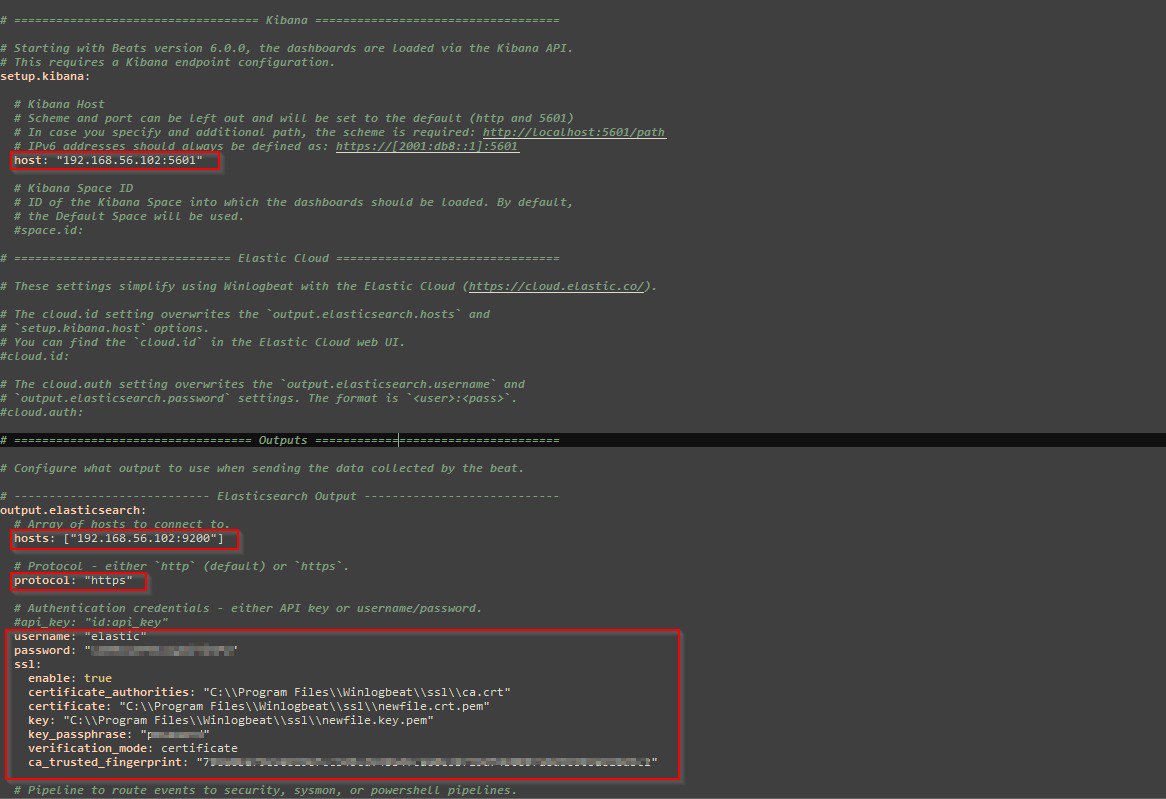 # =================================== Kibana ===================================
# Starting with Beats version 6.0.0, the dashboards are loaded via the Kibana API.
# This requires a Kibana endpoint configuration.
setup.kibana:
# Kibana Host
# Scheme and port can be left out and will be set to the default (http and 5601)
# In case you specify and additional path, the scheme is required: http://localhost:5601/path
# IPv6 addresses should always be defined as: https://[2001:db8::1]:5601
host: "192.168.56.102:5601"
# Kibana Space ID
# ID of the Kibana Space into which the dashboards should be loaded. By default,
# the Default Space will be used.
#space.id:
# =============================== Elastic Cloud ================================
# These settings simplify using Winlogbeat with the Elastic Cloud (https://cloud.elastic.co/).
# The cloud.id setting overwrites the `output.elasticsearch.hosts` and
# `setup.kibana.host` options.
# You can find the `cloud.id` in the Elastic Cloud web UI.
#cloud.id:
# The cloud.auth setting overwrites the `output.elasticsearch.username` and
# `output.elasticsearch.password` settings. The format is `<user>:<pass>`.
#cloud.auth:
# ================================== Outputs ===================================
# Configure what output to use when sending the data collected by the beat.
# ---------------------------- Elasticsearch Output ----------------------------
output.elasticsearch:
# Array of hosts to connect to.
hosts: ["192.168.56.102:9200"]
# Protocol - either `http` (default) or `https`.
protocol: "https"
# Authentication credentials - either API key or username/password.
#api_key: "id:api_key"
username: "elastic"
password: "
ssl:
enable: true
certificate_authorities: "C:\\Program Files\\Winlogbeat\\ssl\\ca.crt"
certificate: "C:\\Program Files\\Winlogbeat\\ssl\\newfile.crt.pem"
key: "C:\\Program Files\\Winlogbeat\\ssl\\newfile.key.pem"
key_passphrase: "
verification_mode: certificate
ca_trusted_fingerprint: "
# Pipeline to route events to security, sysmon, or powershell pipelines.